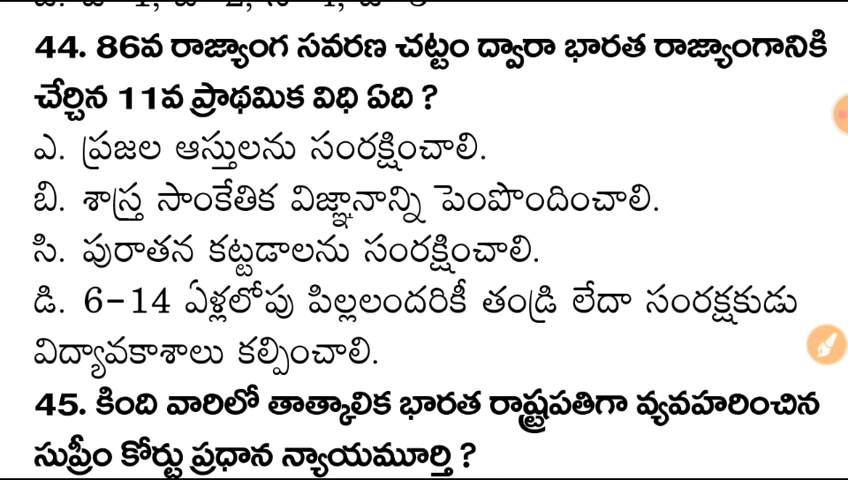 44. 86వ రాజ్యాంగ సవరణ చట్టం ద్వారా భారత రాజ్యాంగానికి
చేర్చిన 11వ ప్రాథమిక విధి ఏది ?
ఎ. ప్రజల ఆస్తులను సంరక్షించాలి.
బి. శాస్త్ర సాంకేతిక విజ్ఞానాన్ని పెంపొందించాలి.
సి. పురాతన కట్టడాలను సంరక్షించాలి.
డి. 6-14 ఏళ్లలోపు పిల్లలందరికీ తండ్రి లేదా సంరక్షకుడు
విద్యావకాశాలు కల్పించాలి.
45. కింది వారిలో తాత్కాలిక భారత రాష్ట్రపతిగా వ్యవహరించిన
సుప్రీం కోర్టు ప్రధాన న్యాయమూర్తి ?